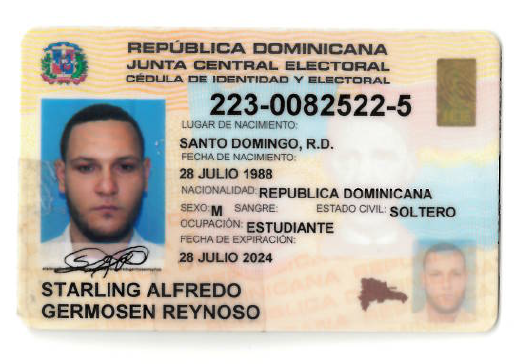 REPÚBLICA DOMINICANA
JUNTA CENTRAL ELECTORAL
CÉDULA DE IDENTIDAD Y ELECTORAL
223-0082522-5
LUGAR DE NACIMIENTO:
SANTO DOMINGO, R.D.
FECHA DE NACIMIENTO:
28 JULIO 1988
NACIONALIDAD: REPUBLICA DOMINICANA
SEXO: M SANGRE: ESTADO CIVIL: SOLTERO
OCUPACIÓN: ESTUDIANTE
FECHA DE EXPIRACIÓN:
28 JULIO 2024
STARLING ALFREDO
GERMOSEN REYNOSO